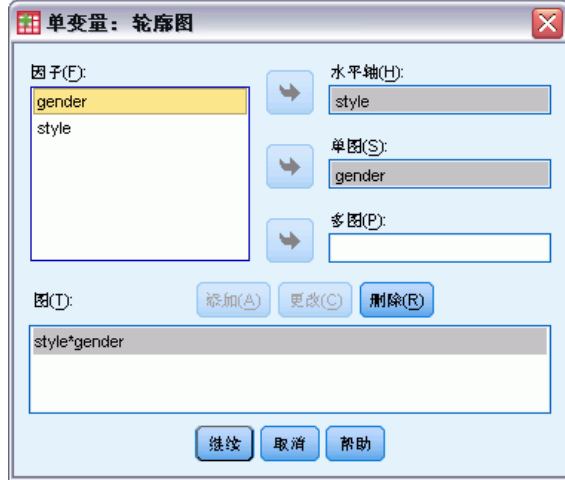 单变量：轮廓图
因子(F):
gender
style
水平轴(H):
style
单图(S):
gender
多图(P):
图(T):
添加(A) 更改(C) 删除(R)
style*gender
继续 取消 帮助